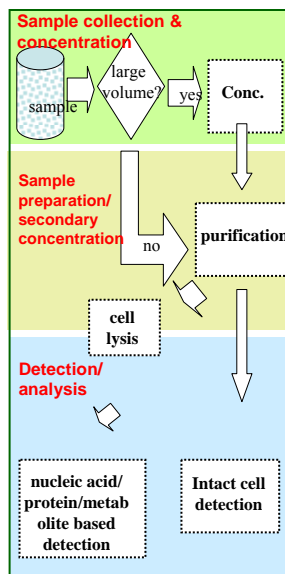 Sample collection &
concentration
large
volume?
sample
yes
Conc.
Sample
preparation/
secondary
concentration
no
purification
cell
lysis
Detection/
analysis
nucleic acid/
protein/metab
olite based
detection
Intact cell
detection